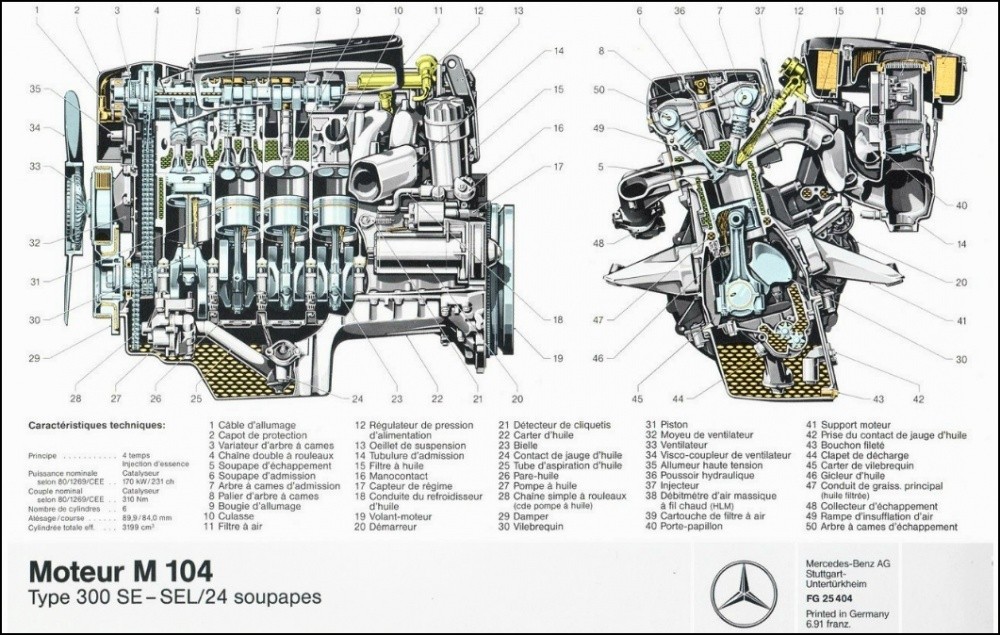 1 2 3 4 5 6 7 8 9 10 11 12 13
6 36 7 37 12 15 11 38 39
35
34
33
32
31
30
29
14
15
16
17
18
19
8
50
49
5
48
47
46
40
14
20
41
30
28 27 26 25 24 23 22 21 20
45 44 43 42
Caractéristiques techniques:
Principe ........... 4 temps
Injection d'essence
Puissance nominale Catalyseur
selon 80/1269/CEE .. 170 kW/231 ch
Couple nominal Catalyseur
selon 80/1269/CEE .. 310 Nm
Nombre de cylindres .. 6
Alésage/course ...... 89,9/84,0 mm
Cylindrée totale eff. .. 3199 cm³
1 Câble d'allumage
2 Capot de protection
3 Variateur d'arbre à cames
4 Chaîne double à rouleaux
5 Soupape d'échappement
6 Soupape d'admission
7 Arbre à cames d'admission
8 Palier d'arbre à cames
9 Bougie d'allumage
10 Culasse
11 Filtre à air
12 Régulateur de pression
d'alimentation
13 Oeillet de suspension
14 Tubulure d'admission
15 Filtre à huile
16 Manocontact
17 Capteur de régime
18 Conduite du refroidisseur
d'huile
19 Volant-moteur
20 Démarreur
21 Détecteur de cliquetis
22 Carter d'huile
23 Bielle
24 Contact de jauge d'huile
25 Tube d'aspiration d'huile
26 Pare-huile
27 Pompe à huile
28 Chaîne simple à rouleaux
(cde pompe à huile)
29 Damper
30 Vilebrequin
31 Piston
32 Moyeu de ventilateur
33 Ventilateur
34 Visco-coupleur de ventilateur
35 Allumeur haute tension
36 Poussoir hydraulique
37 Injecteur
38 Débitmètre d'air massique
à fil chaud (HLM)
39 Cartouche de filtre à air
40 Porte-papillon
41 Support moteur
42 Prise du contact de jauge d'huile
43 Bouchon fileté
44 Clapet de décharge
45 Carter de vilebrequin
46 Gicleur d'huile
47 Conduit de graiss. principal
(huile filtrée)
48 Collecteur d'échappement
49 Rampe d'insufflation d'air
50 Arbre à cames d'échappement
Moteur M 104
Type 300 SE–SEL/24 soupapes
Mercedes-Benz AG
Stuttgart-
Untertürkheim
FG 25 404
Printed in Germany
6.91 franz.